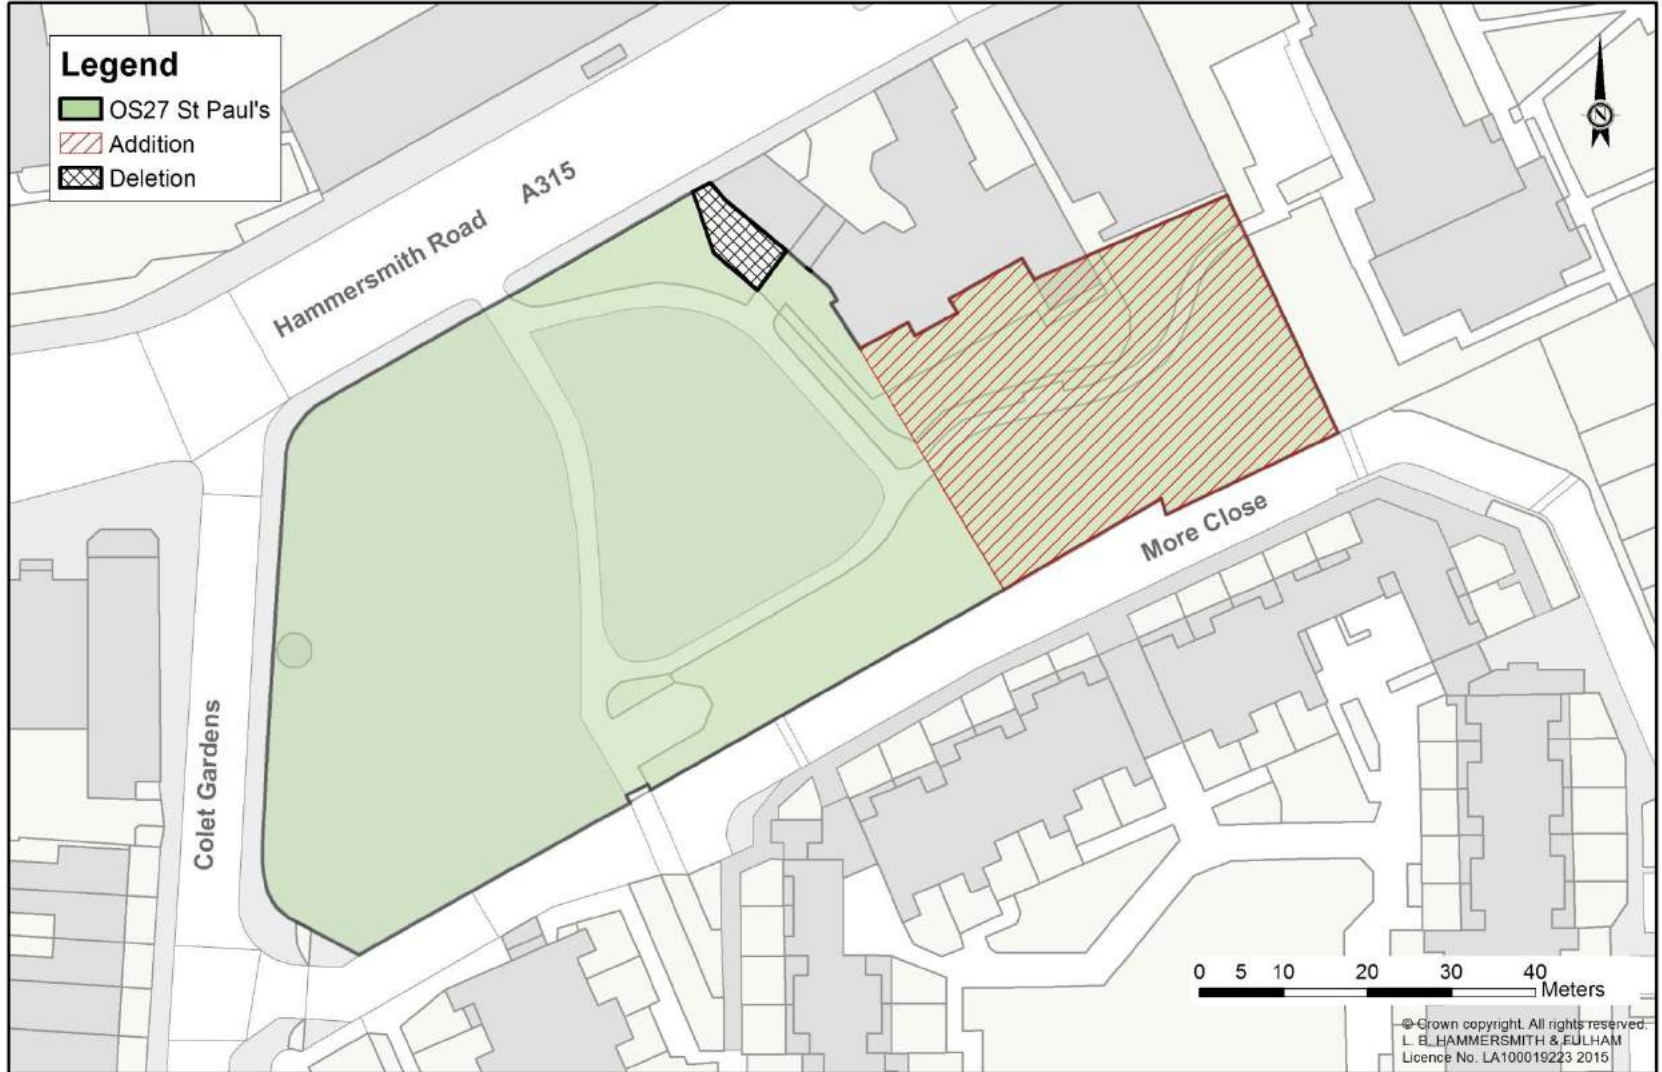 Legend
OS27 St Paul's
Addition
Deletion
Hammersmith Road A315
More Close
Colet Gardens
0 5 10 20 30 40
Meters
© Crown copyright. All rights reserved.
L. B. HAMMERSMITH & FULHAM
Licence No. LA100019223 2015